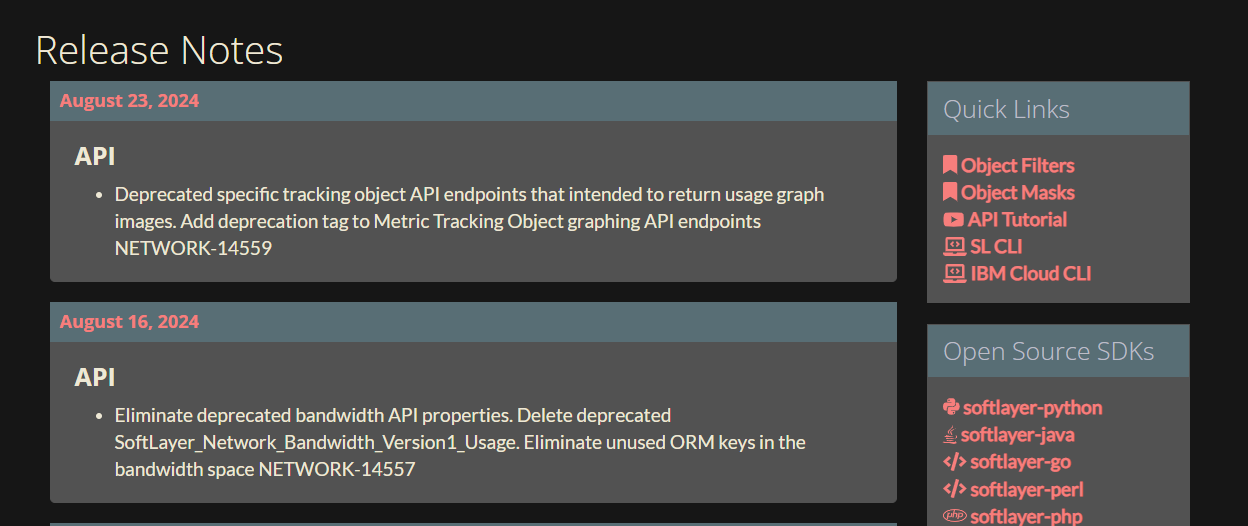 Release Notes
August 23, 2024
API
Deprecated specific tracking object API endpoints that intended to return usage graph
images. Add deprecation tag to Metric Tracking Object graphing API endpoints
NETWORK-14559
August 16, 2024
API
Eliminate deprecated bandwidth API properties. Delete deprecated
SoftLayer_Network_Bandwidth_Version1_Usage. Eliminate unused ORM keys in the
bandwidth space NETWORK-14557
Quick Links
Object Filters
Object Masks
API Tutorial
SL CLI
IBM Cloud CLI
Open Source SDKs
softlayer-python
softlayer-java
softlayer-go
softlayer-perl
php softlayer-php